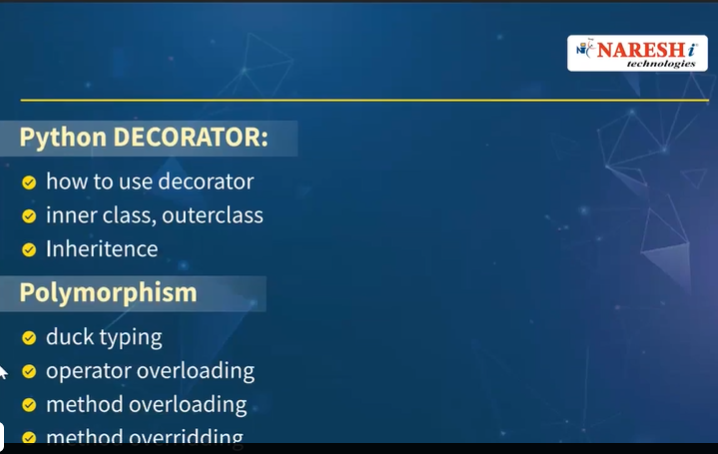 NARESH i
technologies
Python DECORATOR:
how to use decorator
inner class, outerclass
Inheritence
Polymorphism
duck typing
operator overloading
method overloading
method overridding